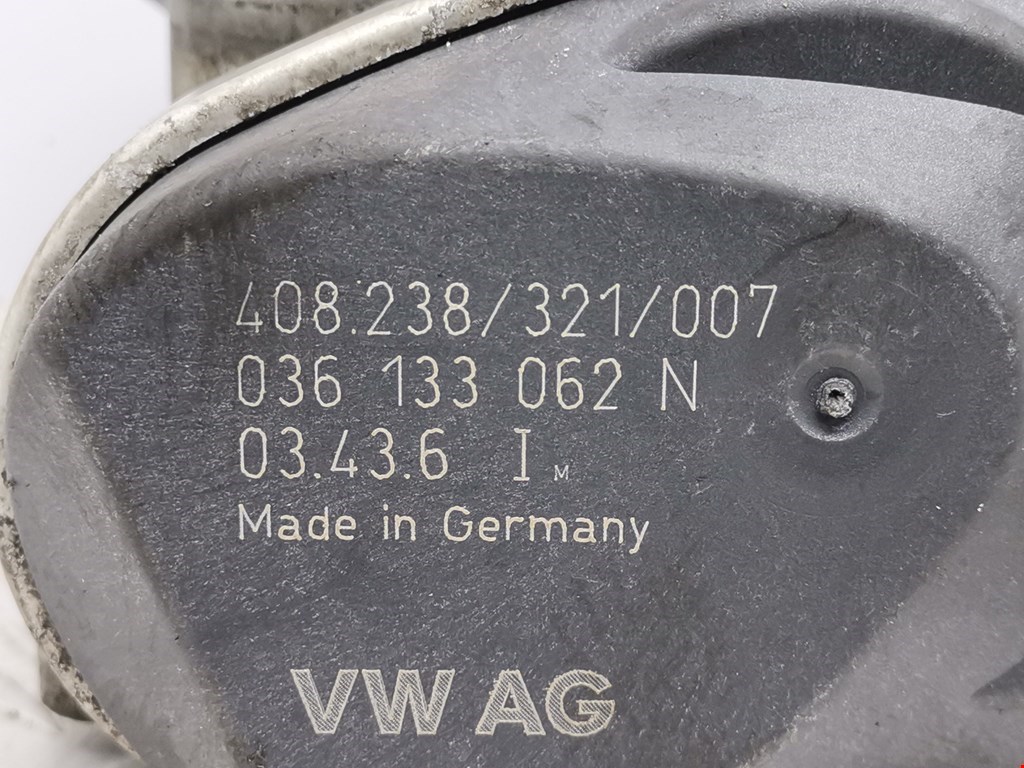 408.238/321/007
036 133 062 N
03.43.6 I M
Made in Germany
VW AG